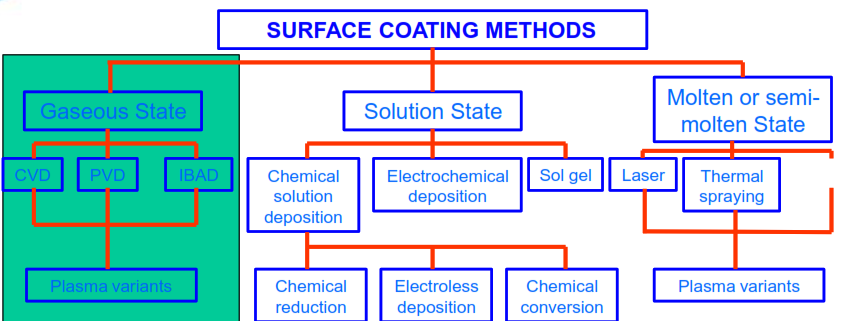 SURFACE COATING METHODS
Gaseous State
Solution State
Molten or semi-
molten State
CVD
PVD
IBAD
Chemical
solution
deposition
Electrochemical
deposition
Sol gel
Laser
Thermal
spraying
Plasma variants
Chemical
reduction
Electroless
deposition
Chemical
conversion
Plasma variants